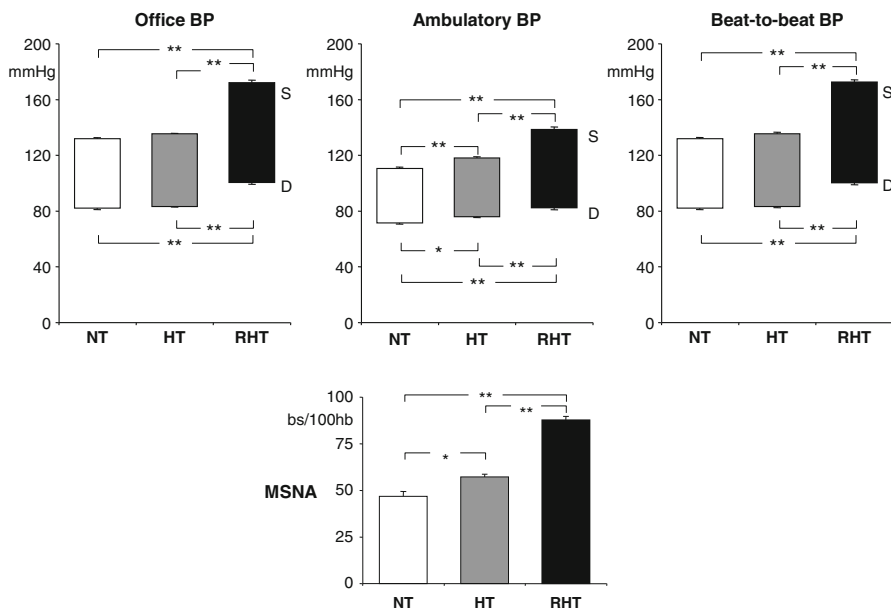 Office BP
200
mmHg
160
120
80
40
0
**
**
S
D
**
**
NT HT RHT
Ambulatory BP
200
mmHg
160
120
80
40
0
**
**
**
S
D
*
**
**
NT HT RHT
Beat-to-beat BP
200
mmHg
160
120
80
40
0
**
**
S
D
**
**
NT HT RHT
MSNA
100
bs/100hb
75
50
25
0
**
**
*
NT HT RHT